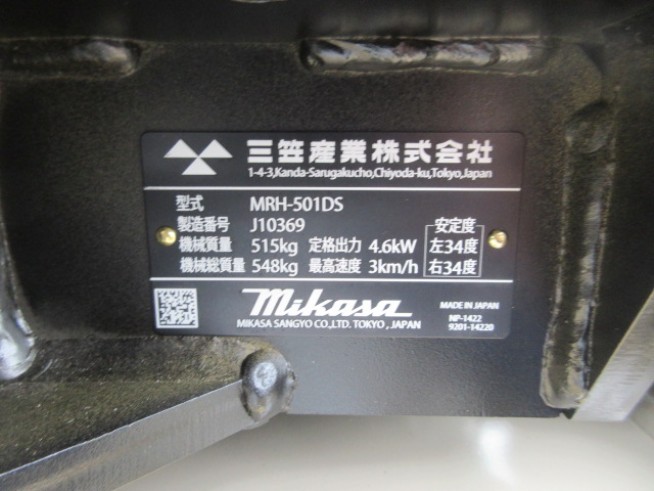 三笠産業株式会社
1-4-3,Kanda-Sarugakucho,Chiyoda-ku,Tokyo,Japan
型式 MRH-501DS
製造番号 J10369
機械質量 515kg 定格出力 4.6kW
機械総質量 548kg 最高速度 3km/h
安定度
左34度
右34度
mikasa
MIKASA SANGYO CO.,LTD. TOKYO , JAPAN
MADE IN JAPAN
NP-1422
9201-14220